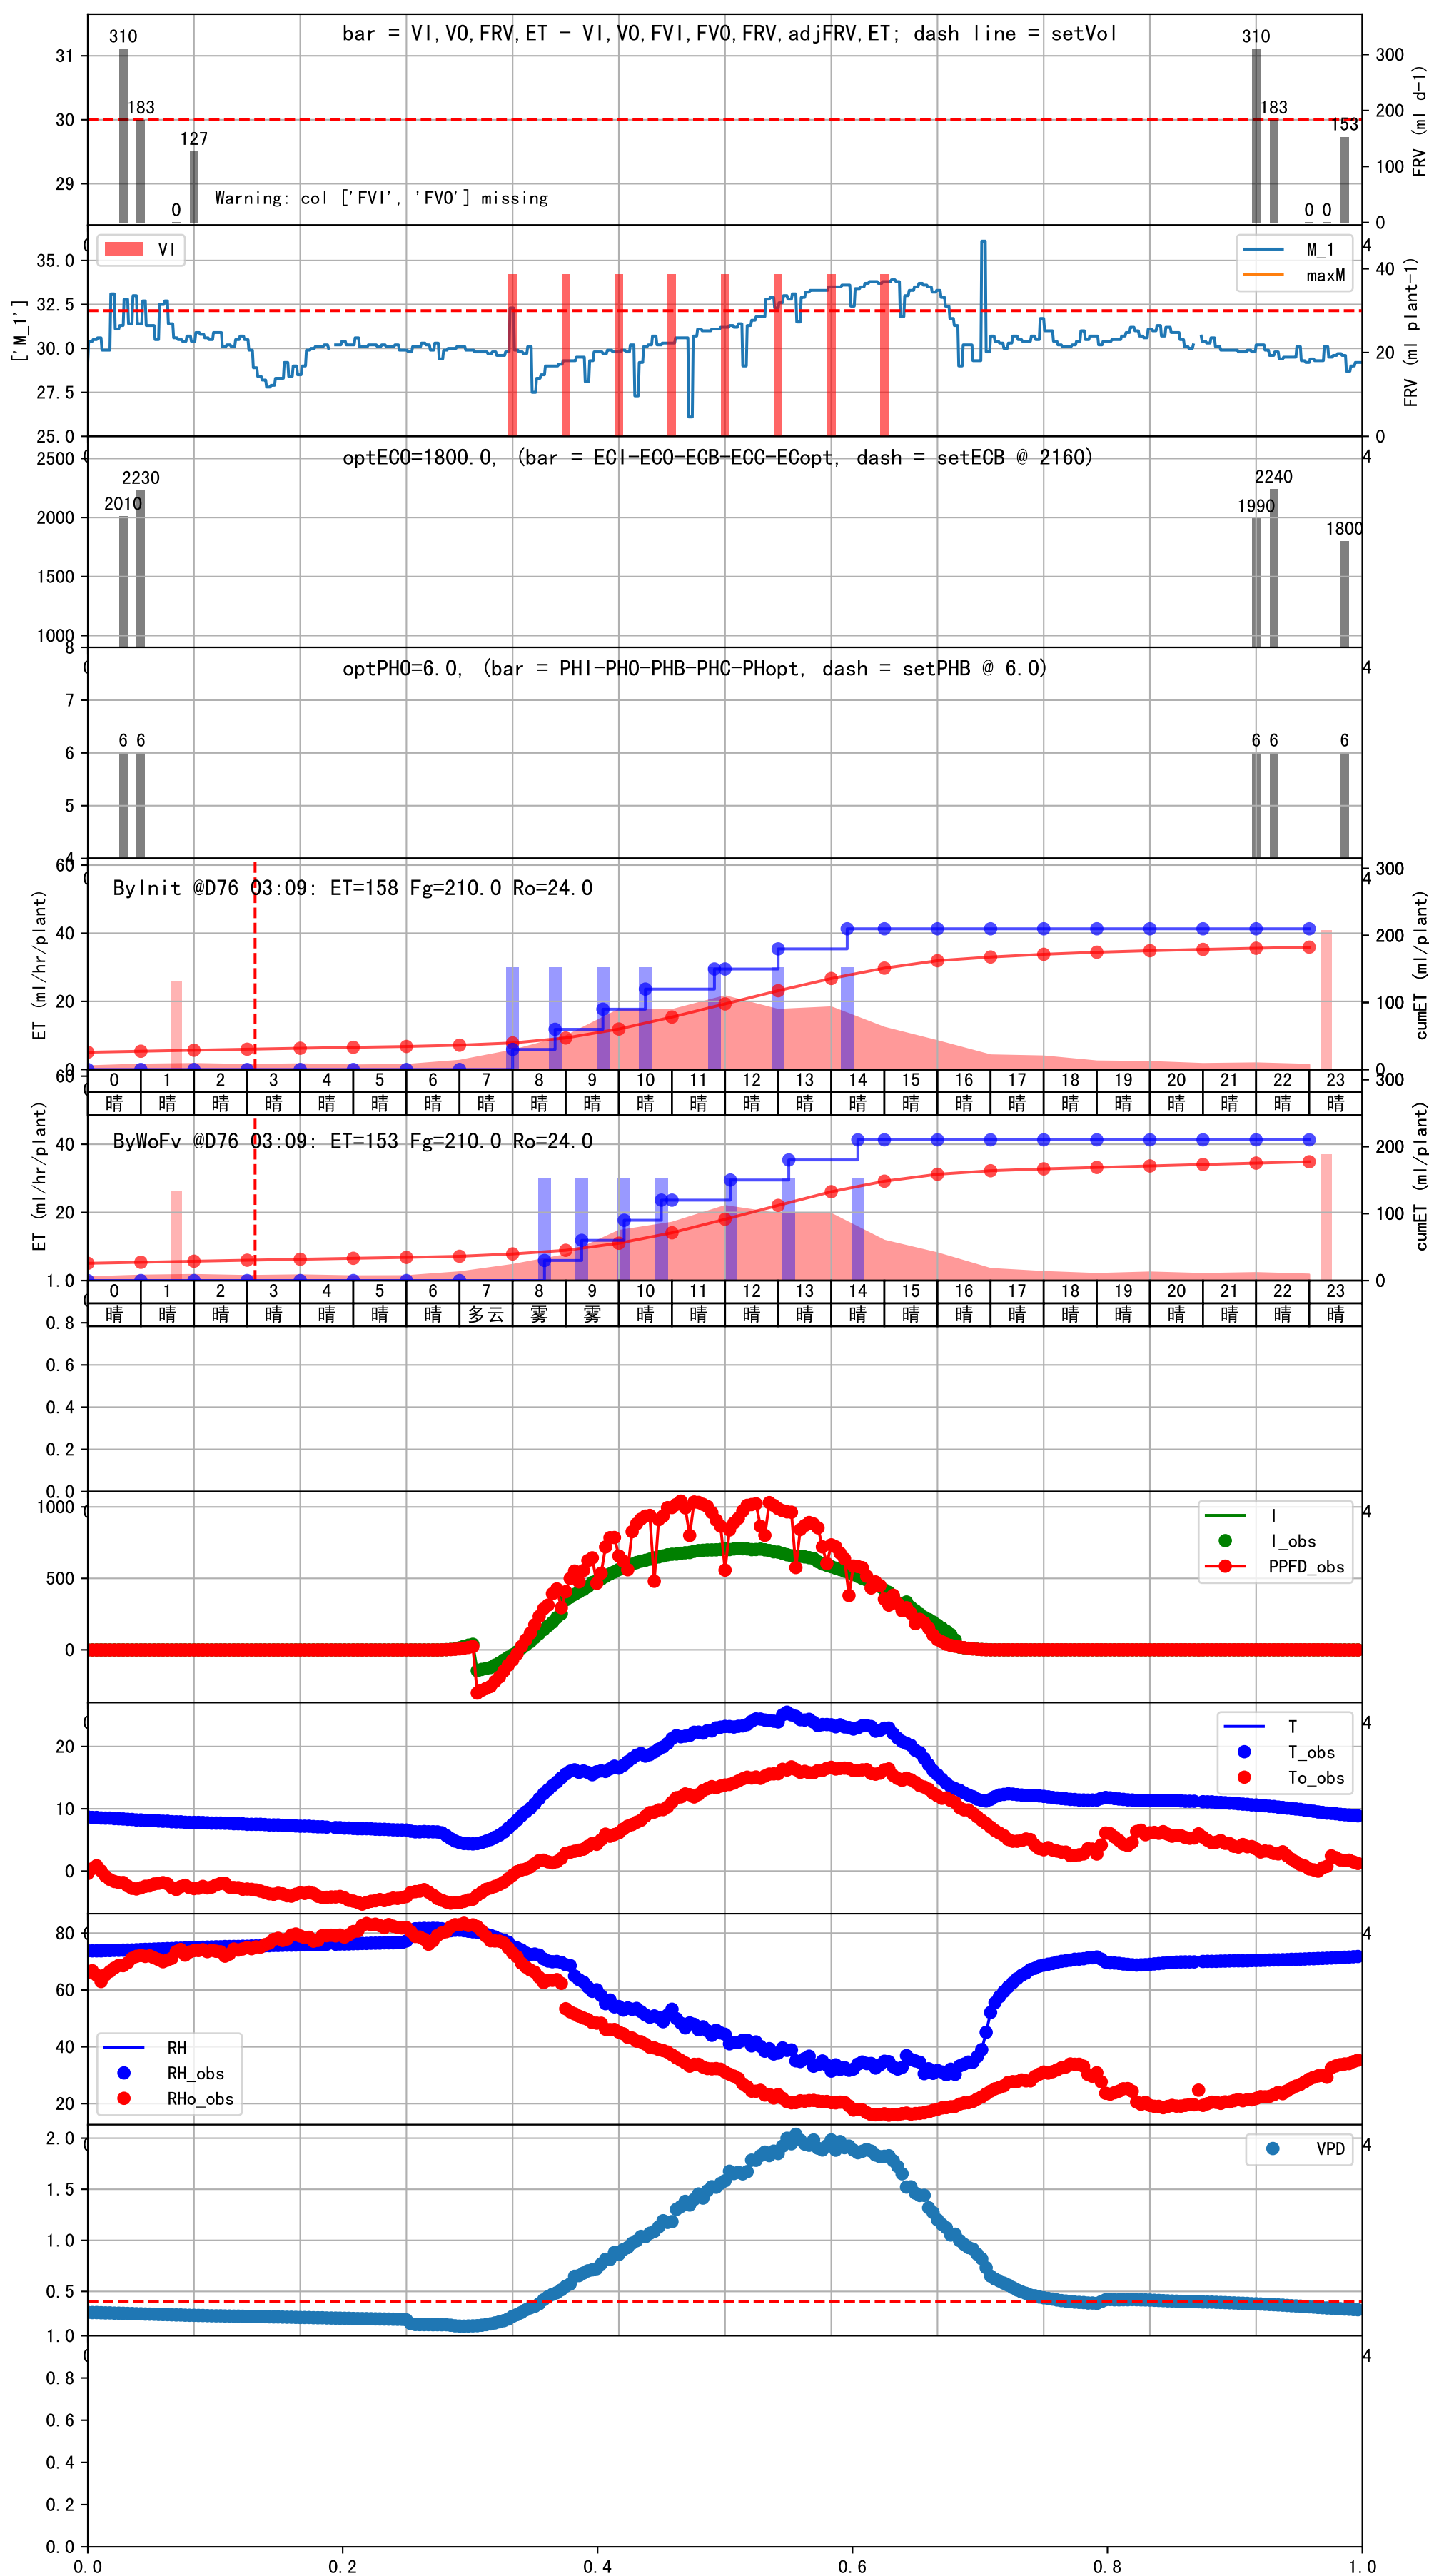 bar = VI,VO,FRV,ET - VI,VO,FVI,FVO,FRV,adjFRV,ET; dash line = setVol
310 183 0 127 310 183 0 0 153
Warning: col ['FVI', 'FVO'] missing
31 30 29
300 200 100 0
FRV (ml d-1)
VI
M_1
maxM
['M_1']
35.0 32.5 30.0 27.5 25.0
40 20 0
FRV (ml plant-1)
4
optECO=1800.0, (bar = ECI-ECO-ECB-ECC-ECopt, dash = setECB @ 2160)
2500 2000 1500 1000
2010 2230 1990 2240 1800
4
optPHO=6.0, (bar = PHI-PHO-PHB-PHC-PHopt, dash = setPHB @ 6.0)
8 7 6 5 4
6 6 6 6 6
4
ByInit @D76 03:09: ET=158 Fg=210.0 Ro=24.0
ET (ml/hr/plant)
60 40 20 0
300 200 100 0
cumET (ml/plant)
4
0 1 2 3 4 5 6 7 8 9 10 11 12 13 14 15 16 17 18 19 20 21 22 23
晴 晴 晴 晴 晴 晴 晴 晴 晴 晴 晴 晴 晴 晴 晴 晴 晴 晴 晴 晴 晴 晴 晴 晴
ByWoFv @D76 03:09: ET=153 Fg=210.0 Ro=24.0
ET (ml/hr/plant)
60 40 20
300 200 100 0
cumET (ml/plant)
0 1 2 3 4 5 6 7 8 9 10 11 12 13 14 15 16 17 18 19 20 21 22 23
晴 晴 晴 晴 晴 晴 晴 多云 雾 雾 晴 晴 晴 晴 晴 晴 晴 晴 晴 晴 晴 晴 晴 晴
1.0 0.8 0.6 0.4 0.2 0.0
1000 500 0
4
I
I_obs
PPFD_obs
20 10 0
4
T
T_obs
To_obs
80 60 40 20
4
RH
RH_obs
RHo_obs
2.0 1.5 1.0 0.5
4
VPD
1.0 0.8 0.6 0.4 0.2 0.0
4
0.0 0.2 0.4 0.6 0.8 1.0